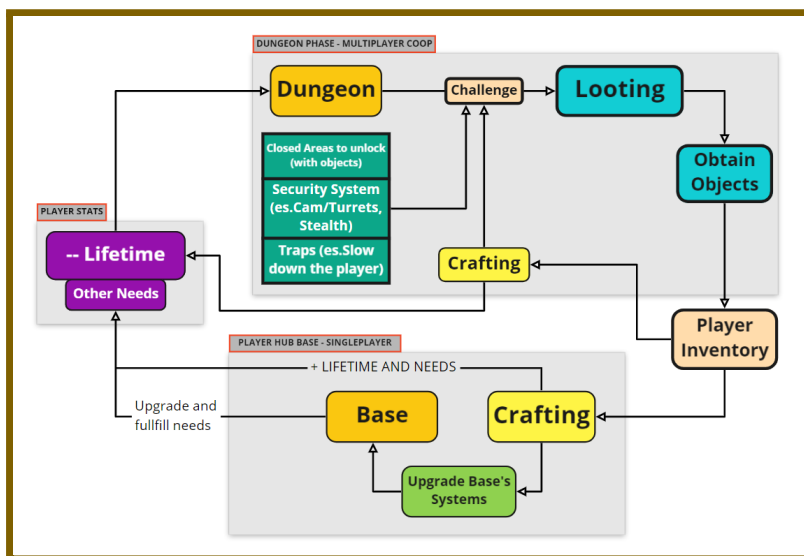 DUNGEON PHASE - MULTIPLAYER COOP
Dungeon
Challenge
Looting
Closed Areas to unlock
(with objects)
Security System
(es.Cam/Turrets,
Stealth)
Traps (es.Slow
down the player)
Obtain
Objects
Crafting
PLAYER STATS
-- Lifetime
Other Needs
Player
Inventory
PLAYER HUB BASE - SINGLEPLAYER
+ LIFETIME AND NEEDS
Upgrade and
fullfill needs
Base
Crafting
Upgrade Base's
Systems